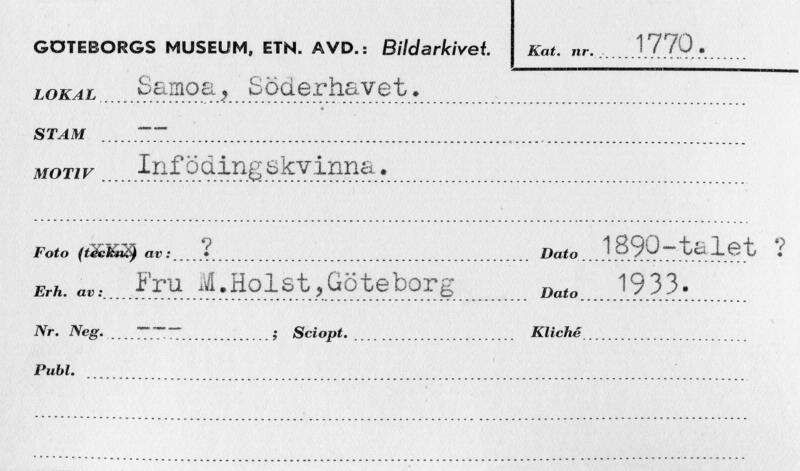 GÖTEBORGS MUSEUM, ETN. AVD.: Bildarkivet. Kat. nr. 1770.
LOKAL Samoa, Söderhavet.
STAM --
MOTIV Infödingskvinna.
Foto (teckn.) av: ? Dato 1890-talet ?
Erh. av: Fru M.Holst,Göteborg Dato 1933.
Nr. Neg. --- ; Sciopt. Kliché
Publ.